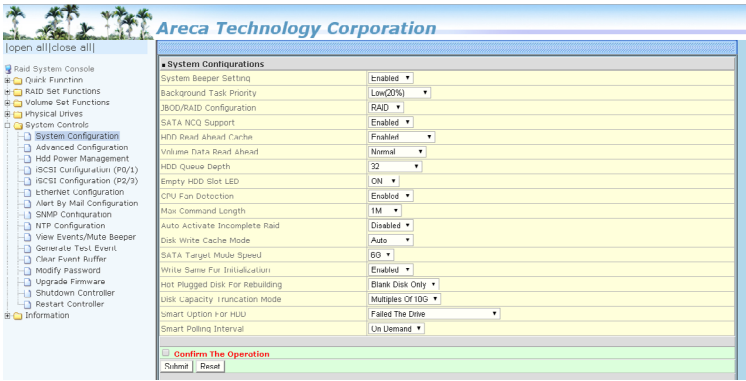 Areca Technology Corporation
|open all|close all|
Raid System Console
Quick Function
RAID Set Functions
Volume Set Functions
Physical Drives
System Controls
System Configuration
Advanced Configuration
Hdd Power Management
iSCSI Configuration (P0/1)
iSCSI Configuration (P2/3)
EtherNet Configuration
Alert By Mail Configuration
SNMP Configuration
NTP Configuration
View Events/Mute Beeper
Generate Test Event
Clear Event Buffer
Modify Password
Upgrade Firmware
Shutdown Controller
Restart Controller
Information
System Configurations
System Beeper Setting Enabled
Background Task Priority Low(20%)
JBOD/RAID Configuration RAID
SATA NCQ Support Enabled
HDD Read Ahead Cache Enabled
Volume Data Read Ahead Normal
HDD Queue Depth 32
Empty HDD Slot LED ON
CPU Fan Detection Enabled
Max Command Length 1M
Auto Activate Incomplete Raid Disabled
Disk Write Cache Mode Auto
SATA Target Mode Speed 6G
Write Same For Initialization Enabled
Hot Plugged Disk For Rebuilding Blank Disk Only
Disk Capacity Truncation Mode Multiples Of 10G
Smart Option For HDD Failed The Drive
Smart Polling Interval On Demand
Confirm The Operation
Submit Reset